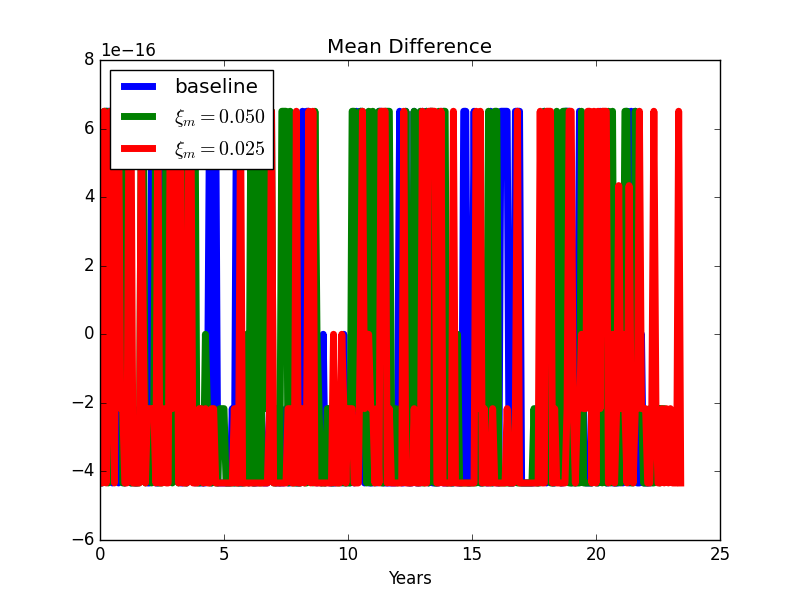 Mean Difference
1e−16
8
6
4
2
0
−2
−4
−6
baseline
ξₘ = 0.050
ξₘ = 0.025
0 5 10 15 20 25
Years